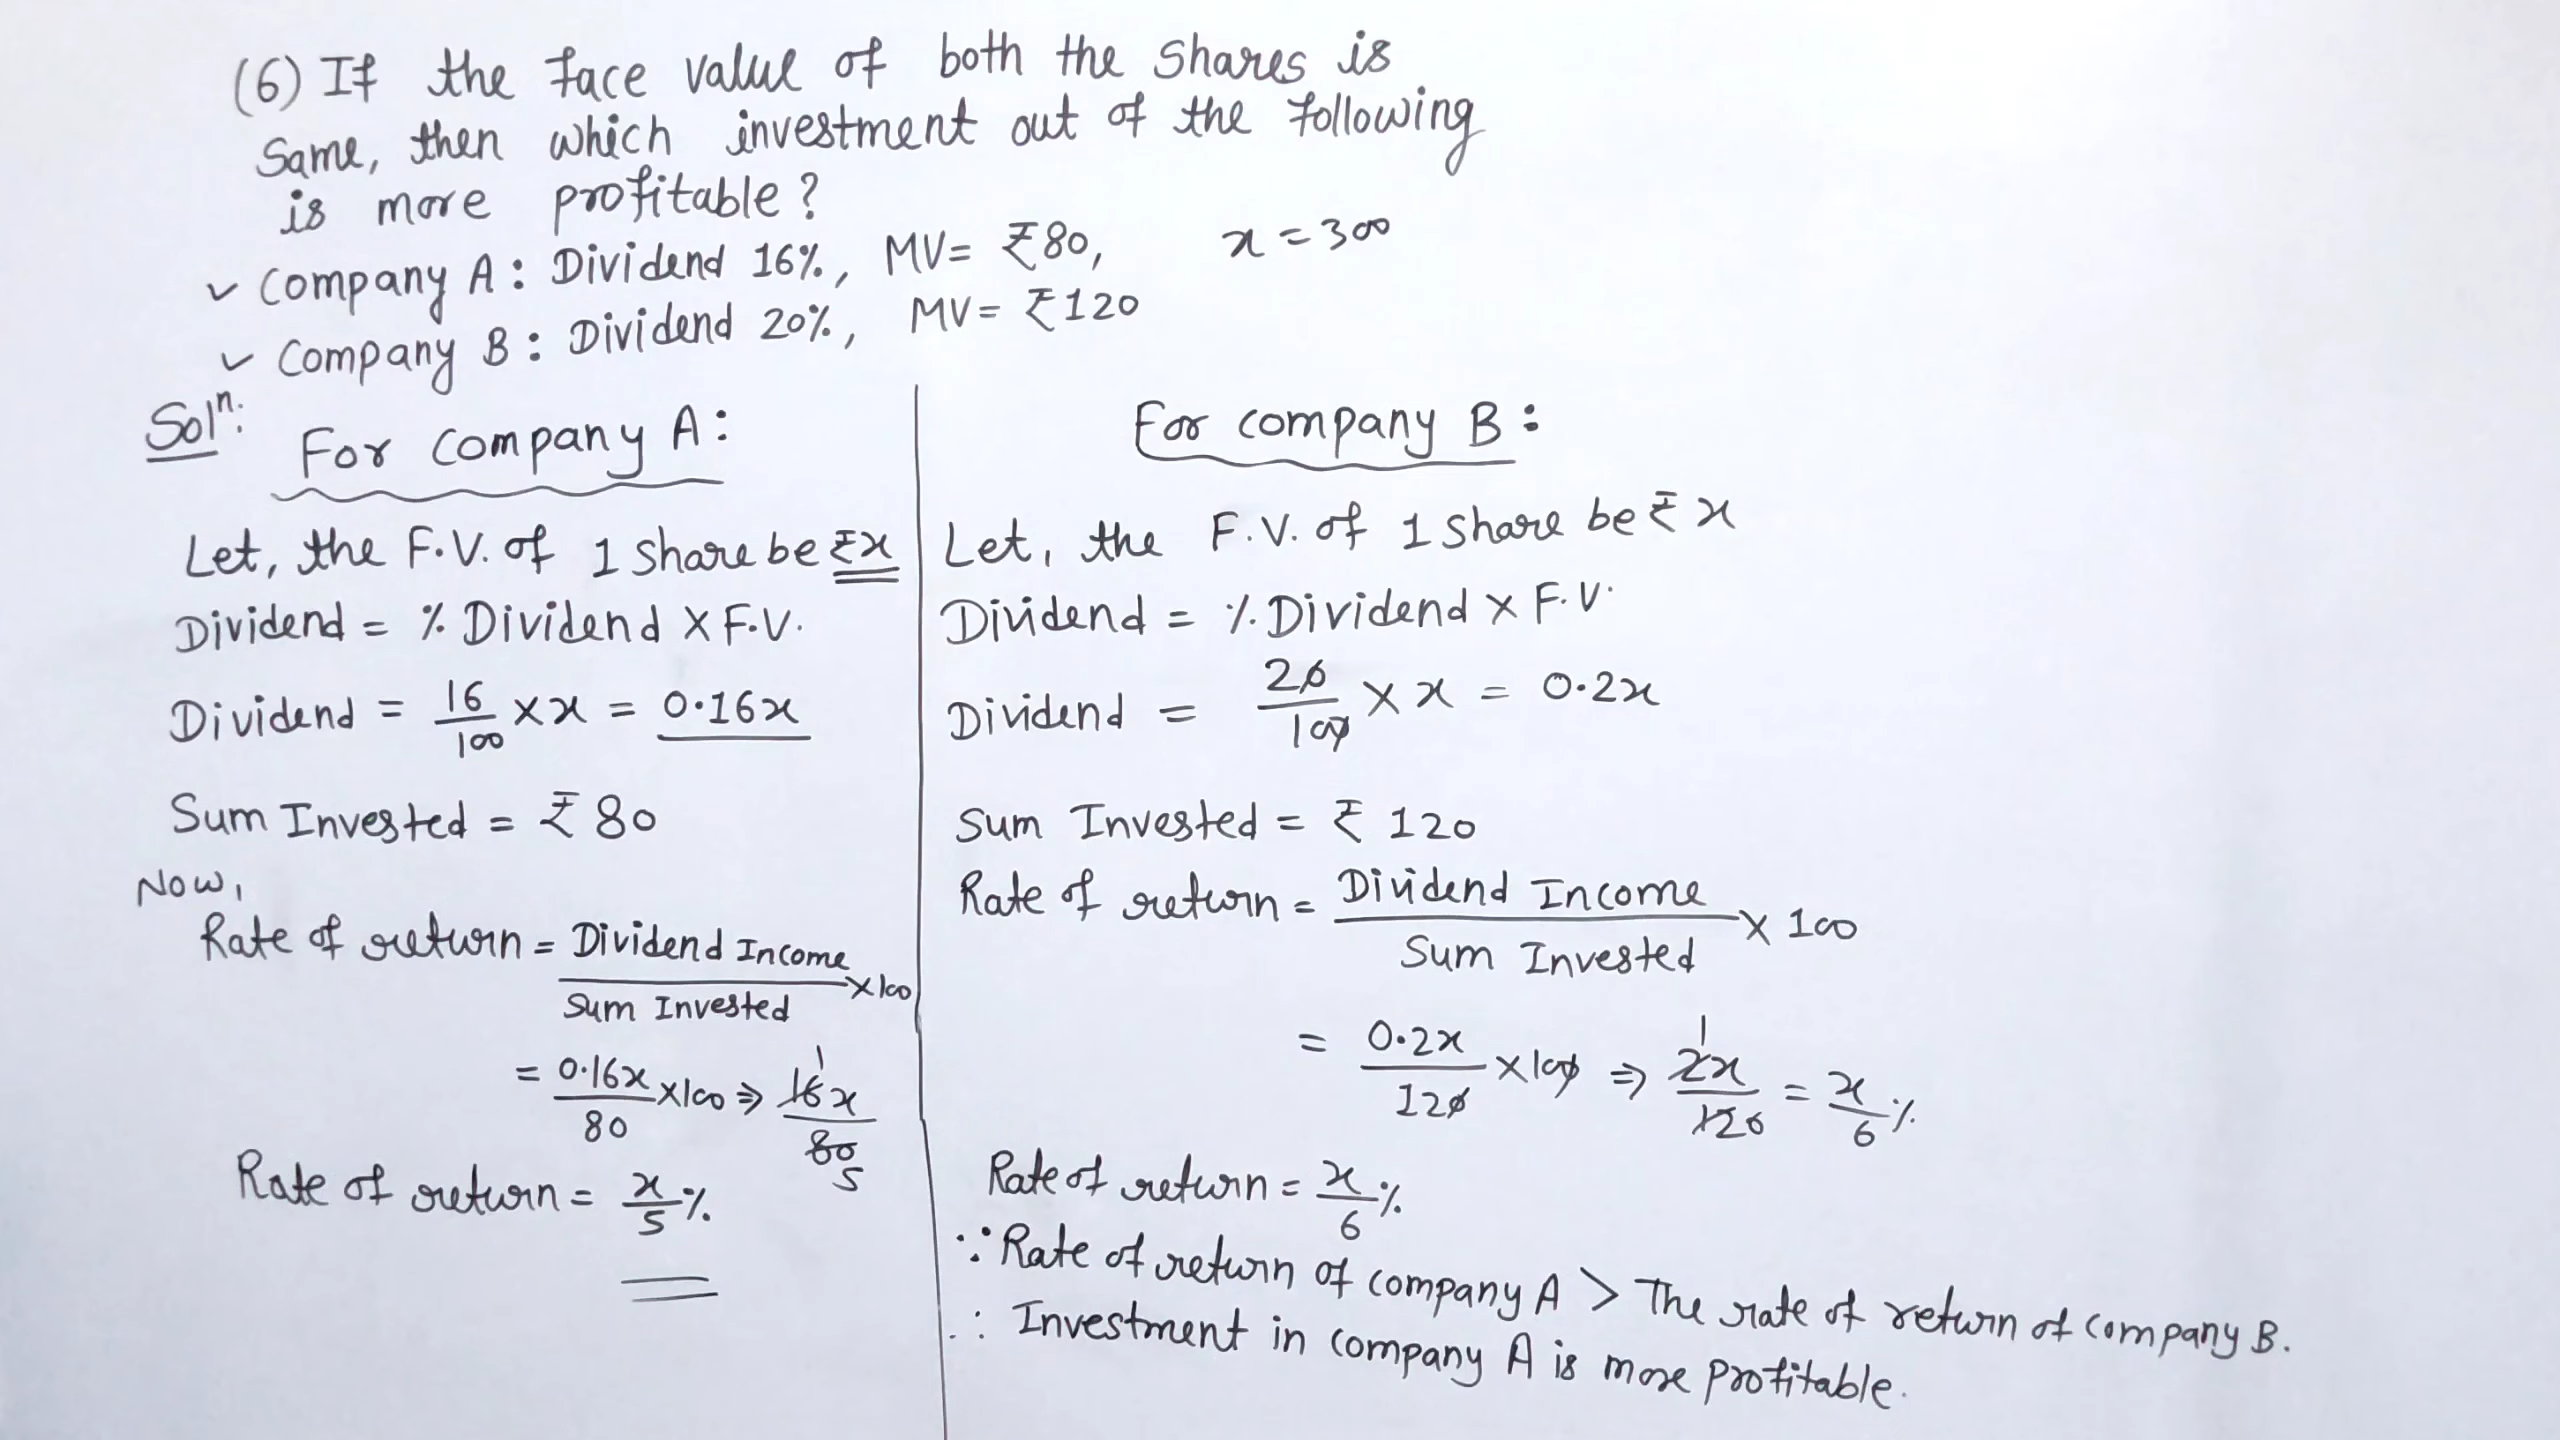 (6) If the face value of both the shares is
Same, then which investment out of the following
is more profitable?
✓ Company A : Dividend 16%, MV= ₹80, x = 300
✓ Company B : Dividend 20%, MV= ₹120
Solⁿ:
For Company A :
Let, the F.V. of 1 share be ₹x
Dividend = % Dividend × F.V.
Dividend = 16/100 × x = 0.16x
Sum Invested = ₹ 80
Now,
Rate of return = Dividend Income / Sum Invested × 100
= 0.16x/80 × 100 ⇒ 16x/80 1 5
Rate of return = x/5 %
For company B :
Let, the F.V. of 1 share be ₹ x
Dividend = % Dividend × F.V.
Dividend = 20/100 × x = 0.2x
Sum Invested = ₹ 120
Rate of return = Dividend Income / Sum Invested × 100
= 0.2x/120 × 100 ⇒ 2x/12 1 6 = x/6 %
Rate of return = x/6 %
∵ Rate of return of company A > The rate of return of company B.
∴ Investment in company A is more profitable.